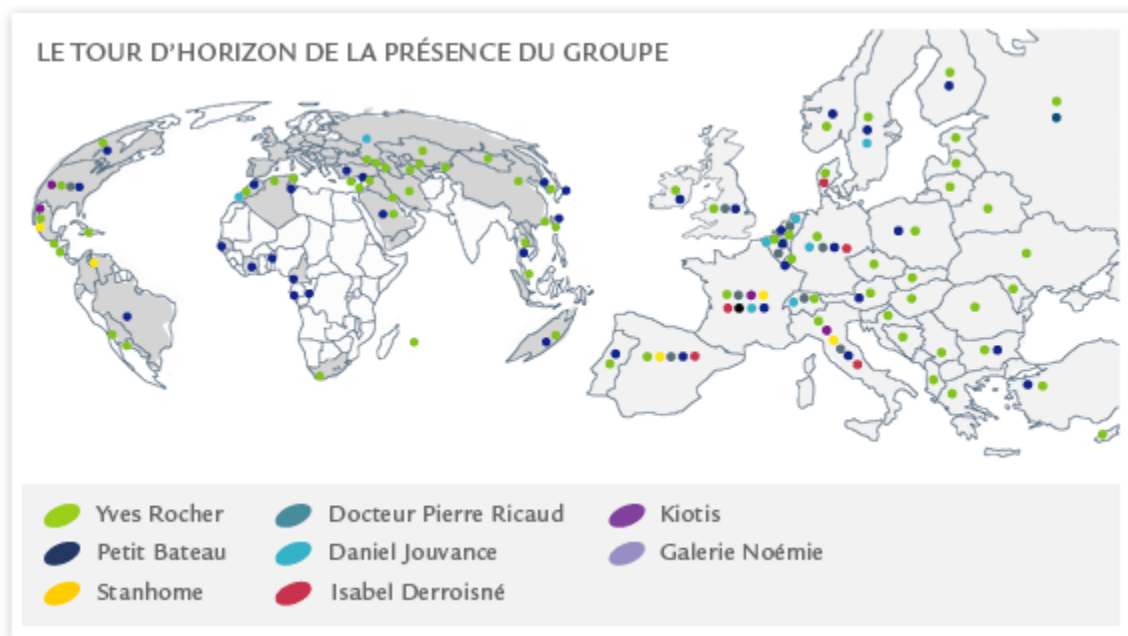 LE TOUR D'HORIZON DE LA PRÉSENCE DU GROUPE
Yves Rocher
Docteur Pierre Ricaud
Kiotis
Petit Bateau
Daniel Jouvance
Galerie Noémie
Stanhome
Isabel Derroisné